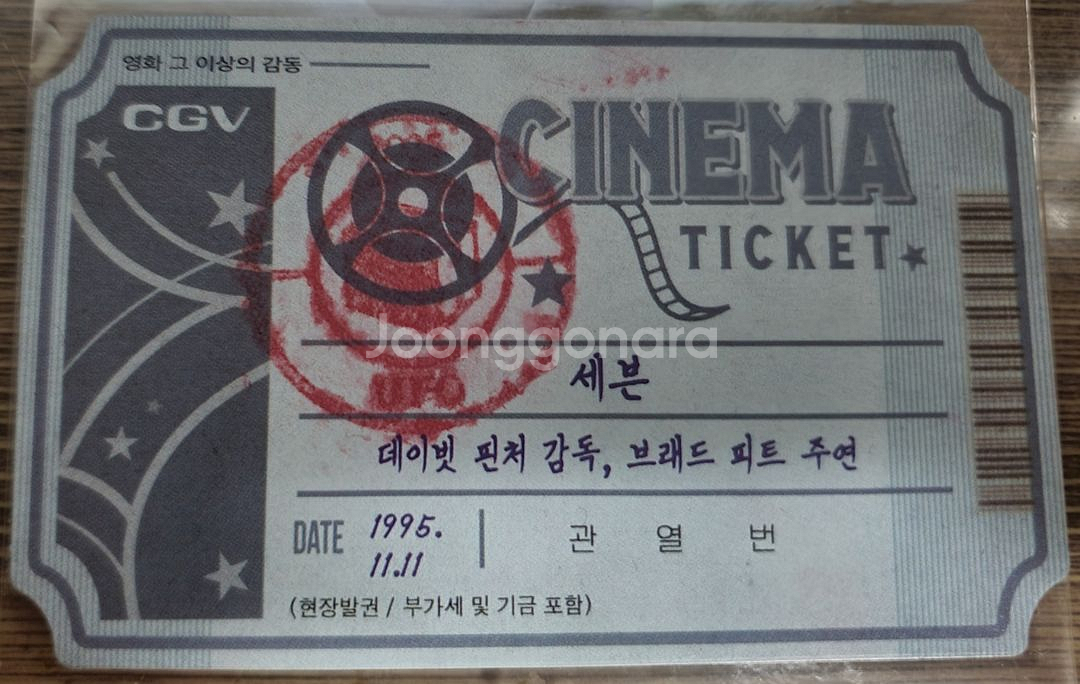 영화 그 이상의 감동
CGV
CINEMA
TICKET
Joonggonara
세븐
UFO
데이빗 핀처 감독, 브래드 피트 주연
DATE 1995. 11.11
관 열 번
(현장발권 / 부가세 및 기금 포함)